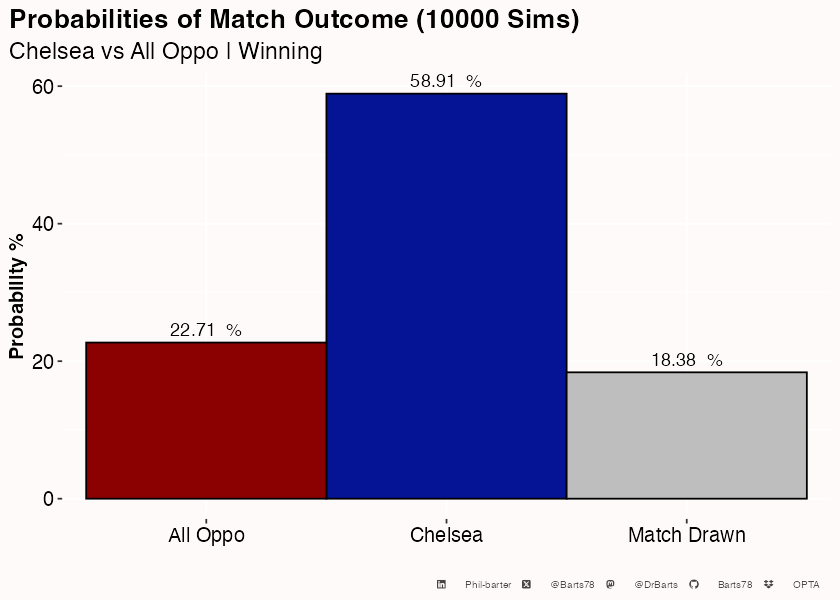 Probabilities of Match Outcome (10000 Sims)
Chelsea vs All Oppo | Winning
58.91 %
22.71 %
18.38 %
60
40
20
0
Probability %
All Oppo Chelsea Match Drawn
Phil-barter @Barts78 @DrBarts Barts78 OPTA